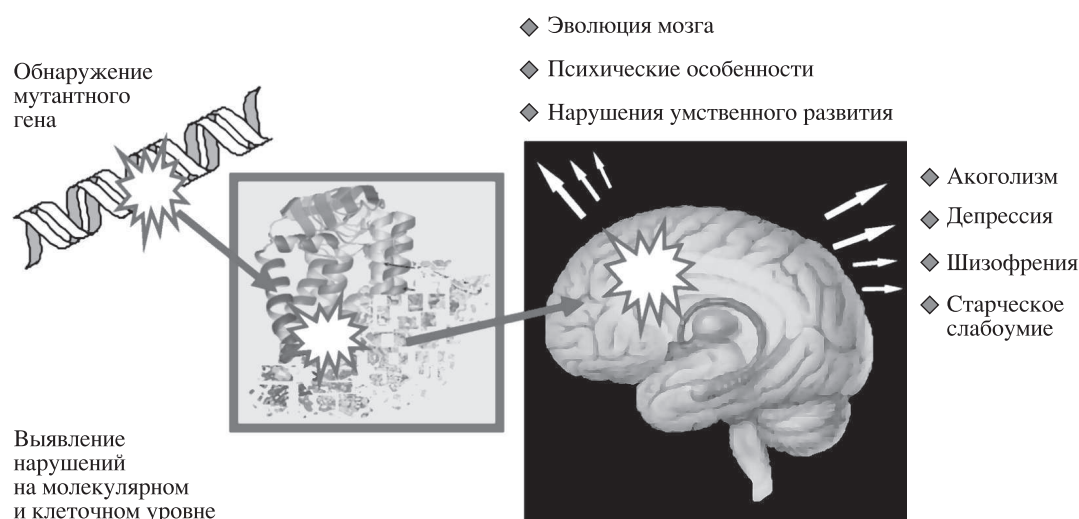 Обнаружение
мутантного
гена
Эволюция мозга
Психические особенности
Нарушения умственного развития
Акоголизм
Депрессия
Шизофрения
Старческое
слабоумие
Выявление
нарушений
на молекулярном
и клеточном уровне